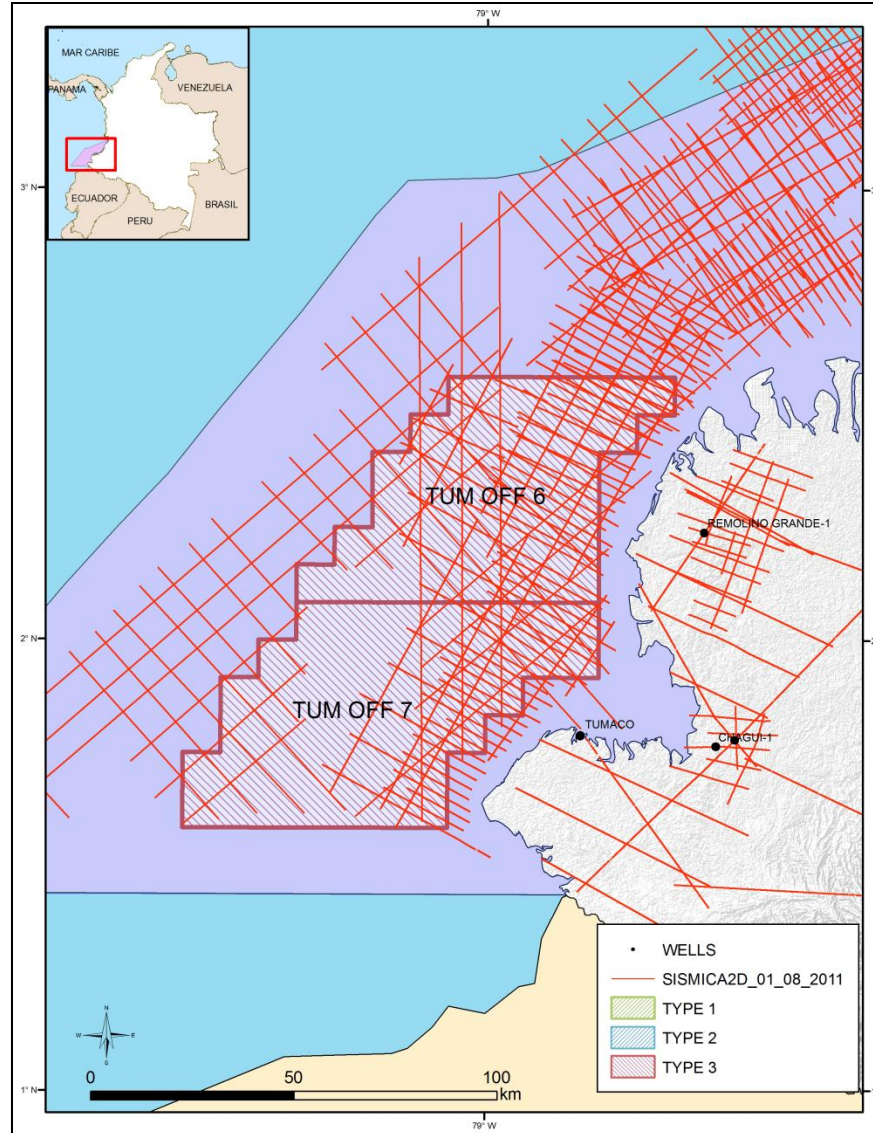 79° W
MAR CARIBE
PANAMA
VENEZUELA
ECUADOR
PERU
BRASIL
3° N
TUM OFF 6
REMOLINO GRANDE-1
2° N
TUM OFF 7
TUMACO
CHAGUI-1
WELLS
SISMICA2D_01_08_2011
TYPE 1
TYPE 2
TYPE 3
N
W E
S
0 50 100
km
1° N
79° W